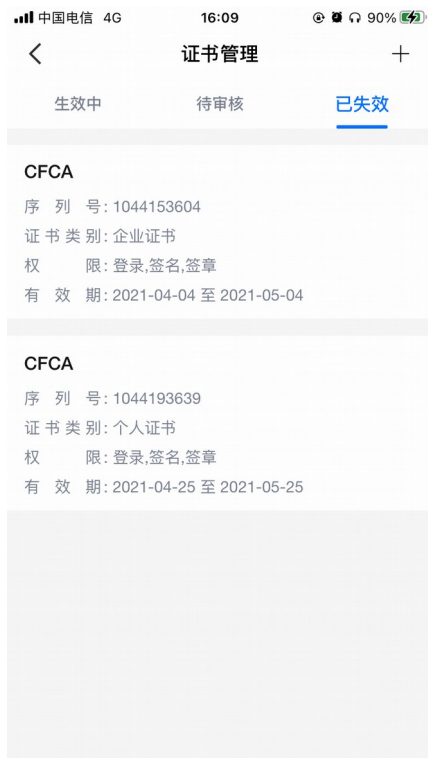 中国电信 4G 16:09 90%
证书管理
生效中 待审核 已失效
CFCA
序列号:1044153604
证书类别:企业证书
权限:登录,签名,签章
有效期:2021-04-04 至 2021-05-04
CFCA
序列号:1044193639
证书类别:个人证书
权限:登录,签名,签章
有效期:2021-04-25 至 2021-05-25